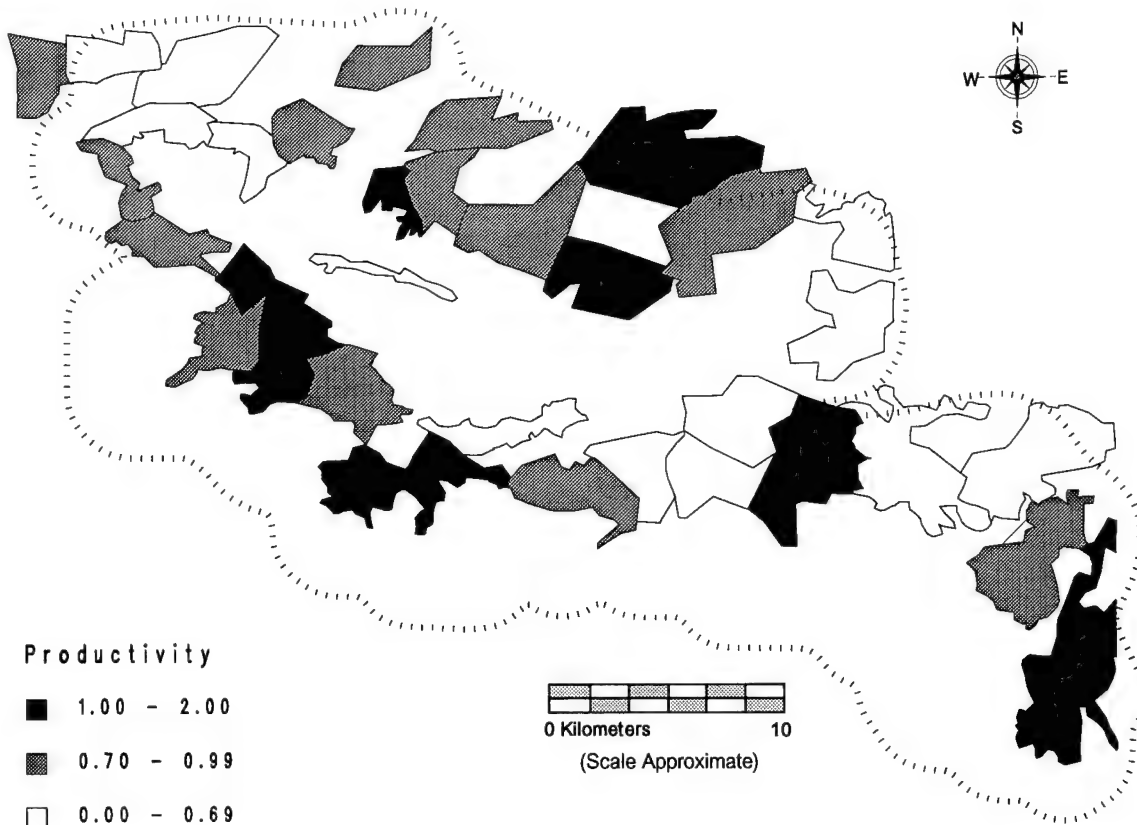 N
W E
S
Productivity
1.00 - 2.00
0.70 - 0.99
0.00 - 0.69
0 Kilometers 10
(Scale Approximate)